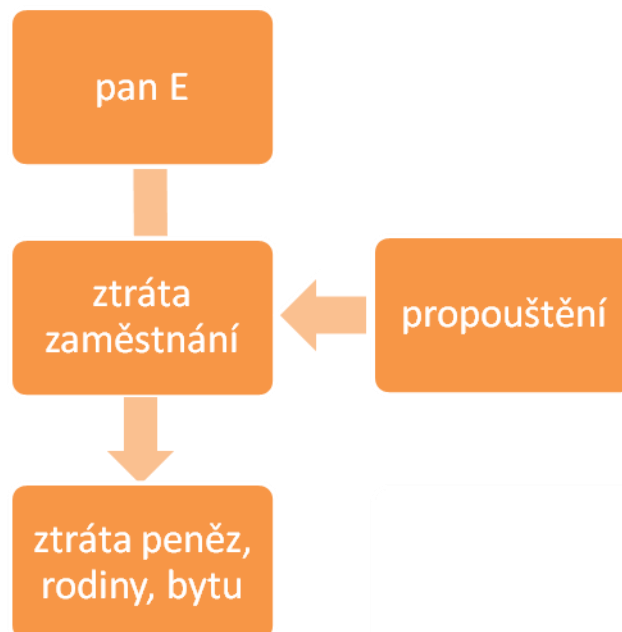 pan E
ztráta
zaměstnání
propouštění
ztráta peněz,
rodiny, bytu